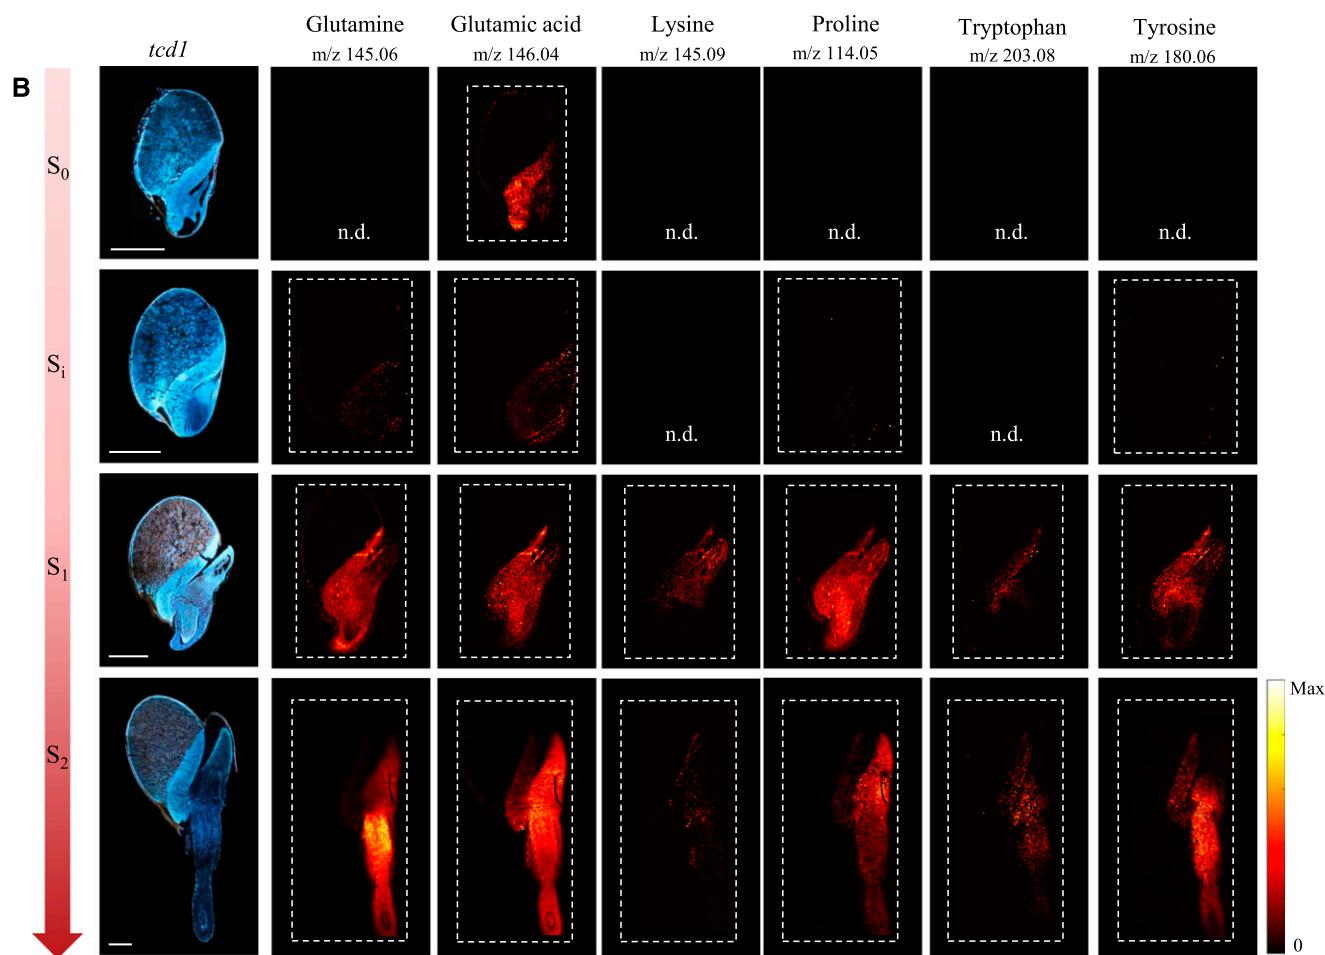 Glutamine Glutamic acid Lysine Proline Tryptophan Tyrosine
tcd1 m/z 145.06 m/z 146.04 m/z 145.09 m/z 114.05 m/z 203.08 m/z 180.06
B
S0
n.d. n.d. n.d. n.d. n.d.
Si
n.d. n.d.
S1
S2
Max
0